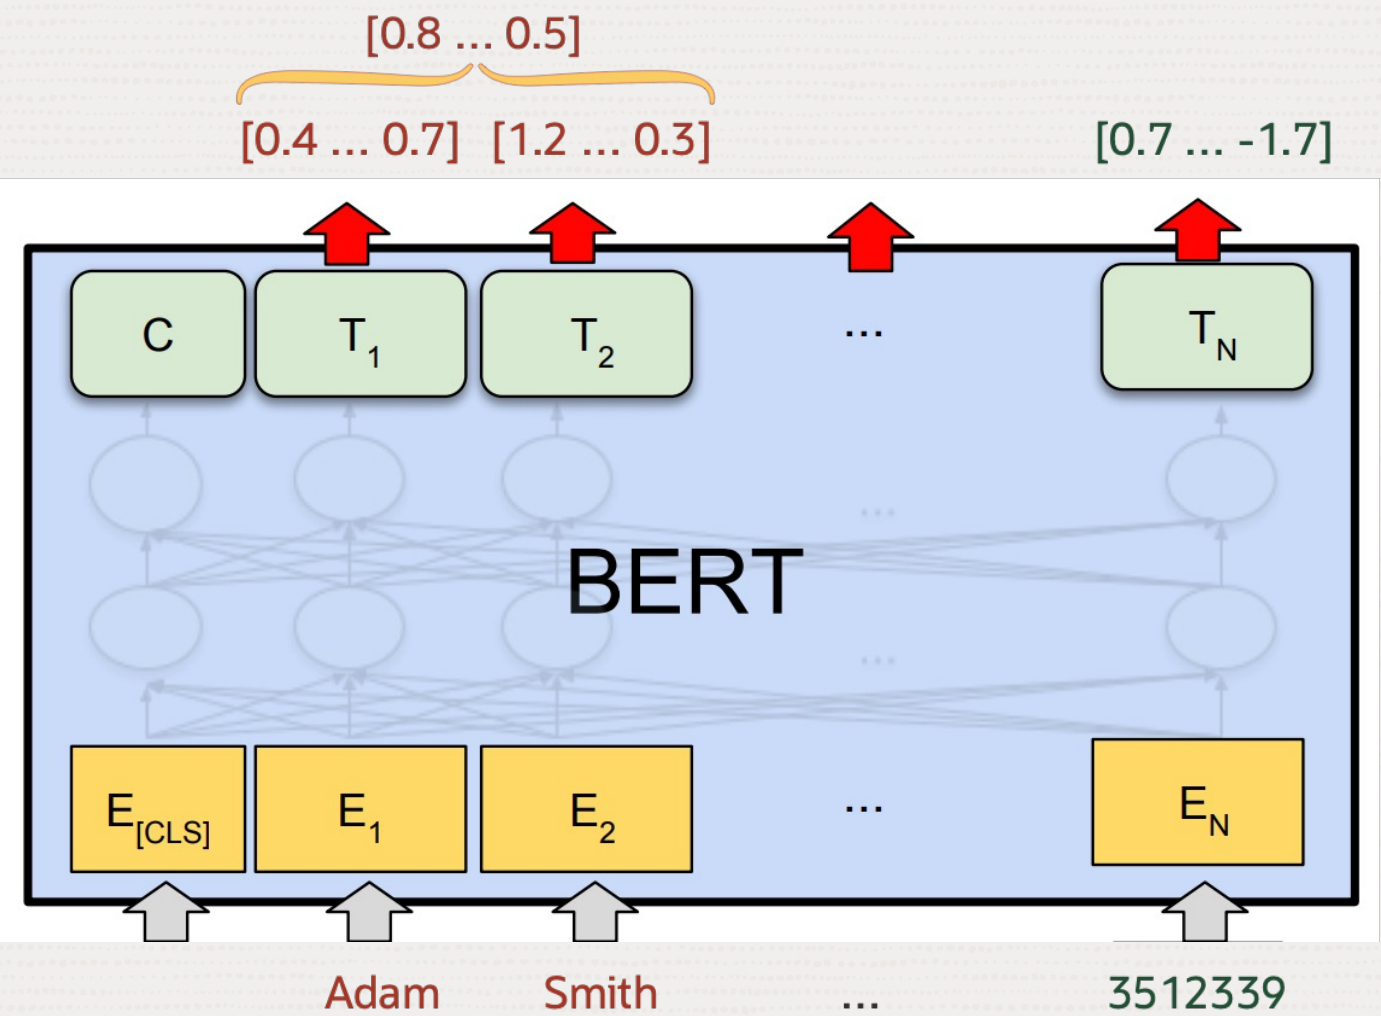 [0.8 ... 0.5]
[0.4 ... 0.7] [1.2 ... 0.3] [0.7 ... -1.7]
C T1 T2 ... TN
...
BERT
...
E[CLS] E1 E2 ... EN
Adam Smith ... 3512339